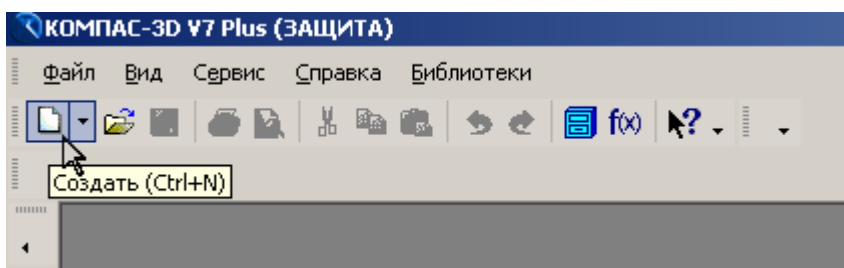 КОМПАС-3D V7 Plus (ЗАЩИТА)
Файл Вид Сервис Справка Библиотеки
f(x) ?
Создать (Ctrl+N)